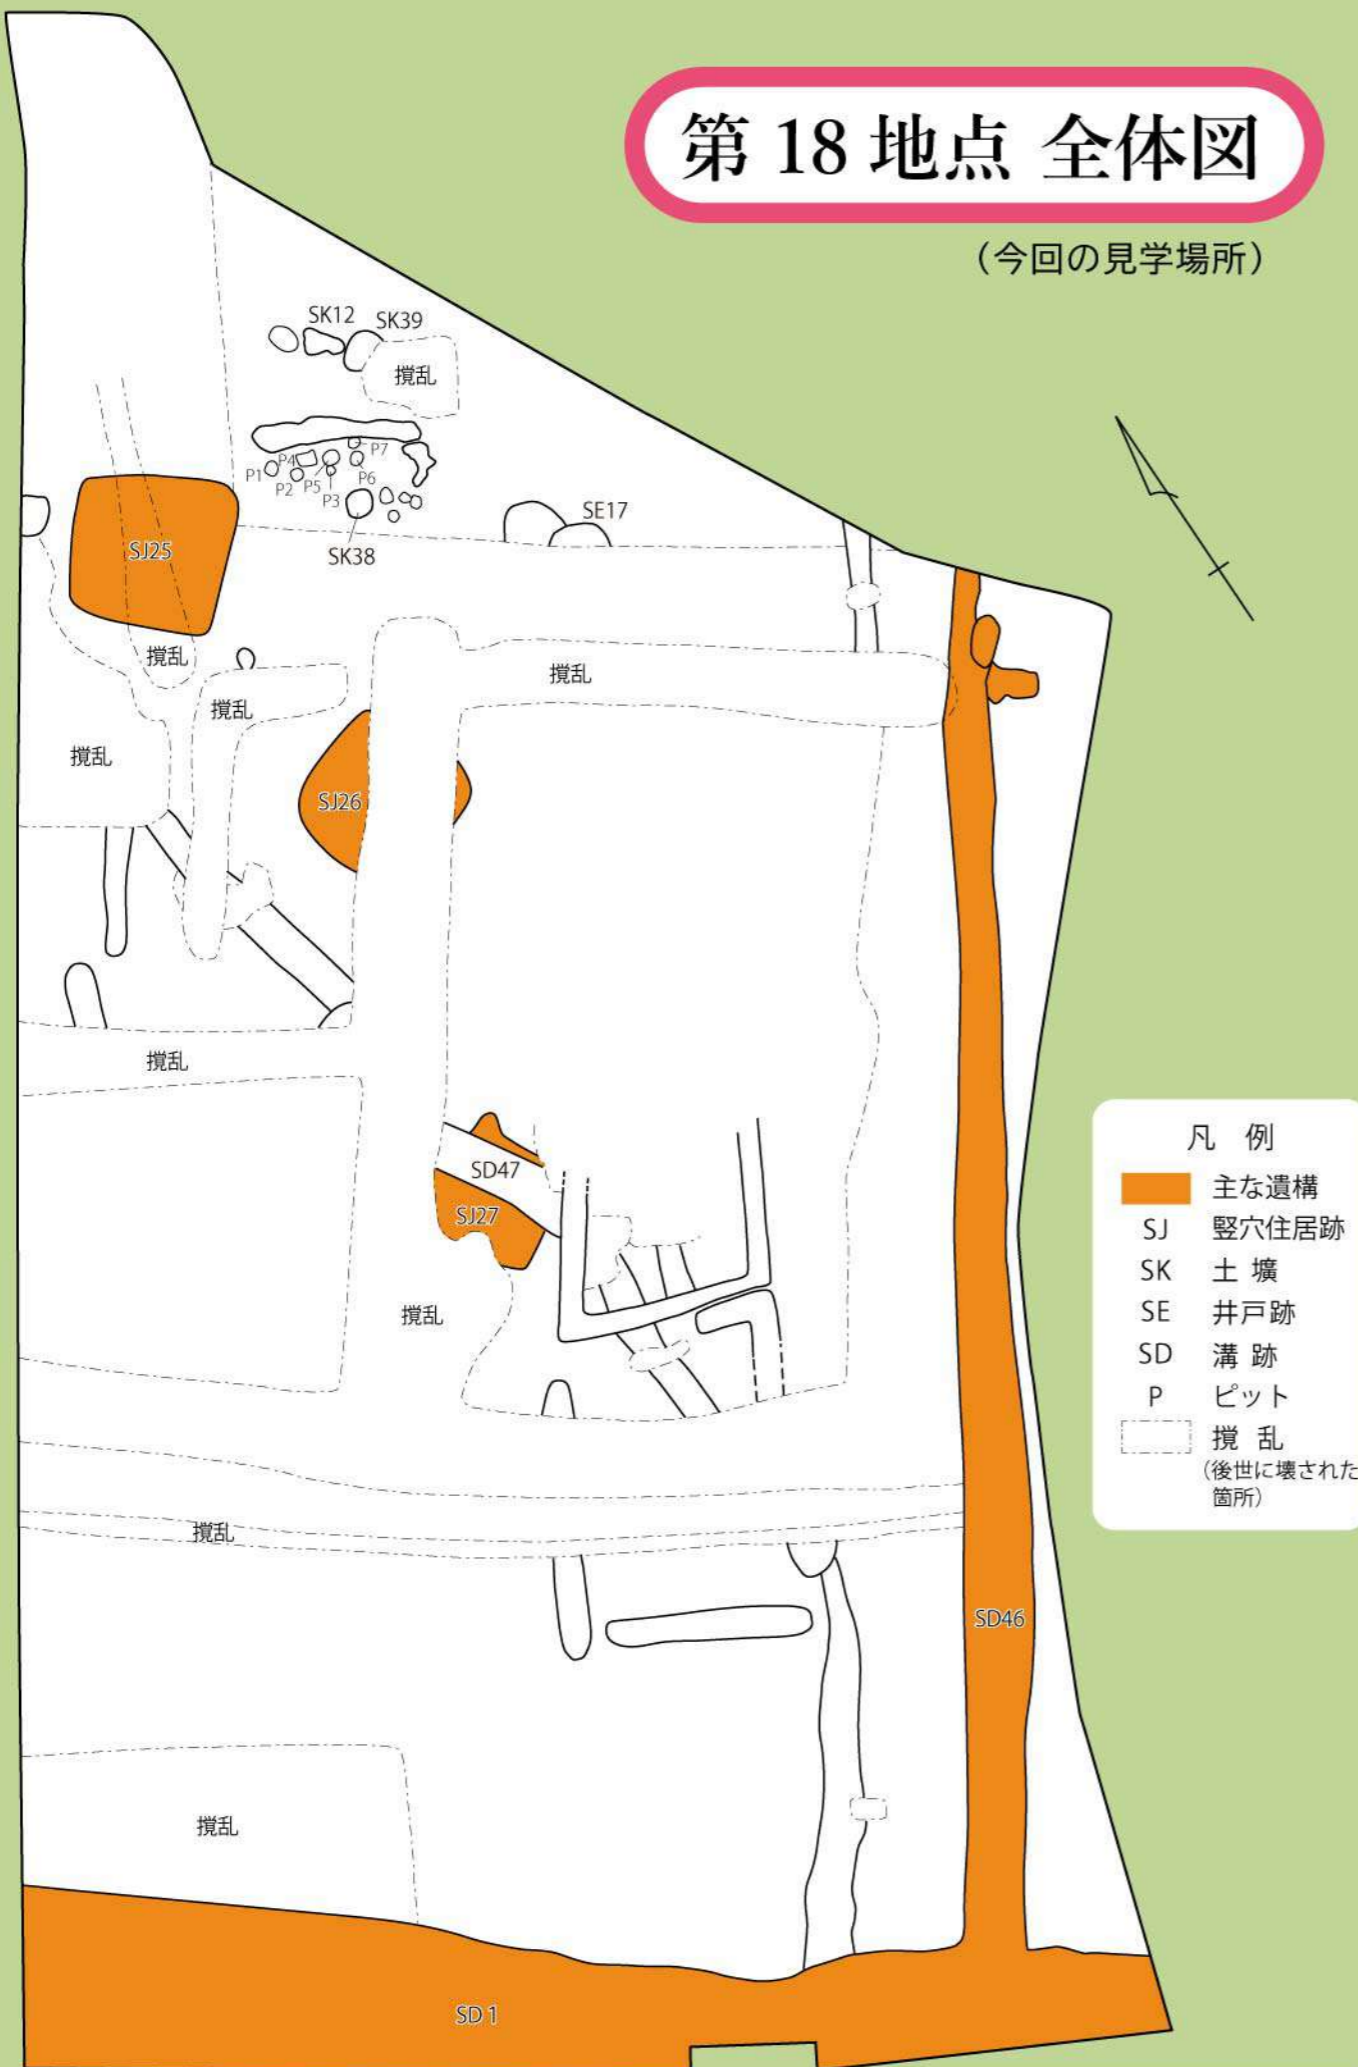 第 18 地点 全体図
（今回の見学場所）
SK12
SK39
撹乱
P7
P4
P1
P2
P5
P6
P3
SK38
SE17
SJ25
撹乱
撹乱
撹乱
撹乱
SJ26
撹乱
SD47
SJ27
撹乱
凡 例
主な遺構
SJ 竪穴住居跡
SK 土 壙
SE 井戸跡
SD 溝 跡
P ピット
撹 乱
（後世に壊された
箇所）
撹乱
SD46
撹乱
SD 1